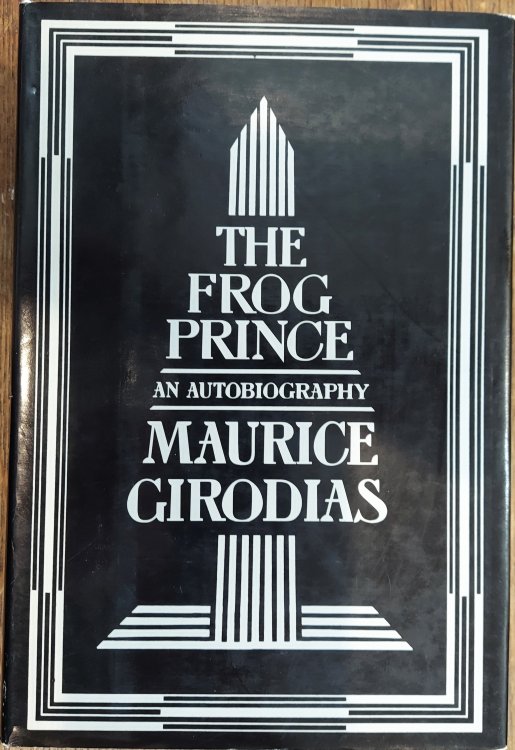 THE
FROG
PRINCE
AN AUTOBIOGRAPHY
MAURICE
GIRODIAS